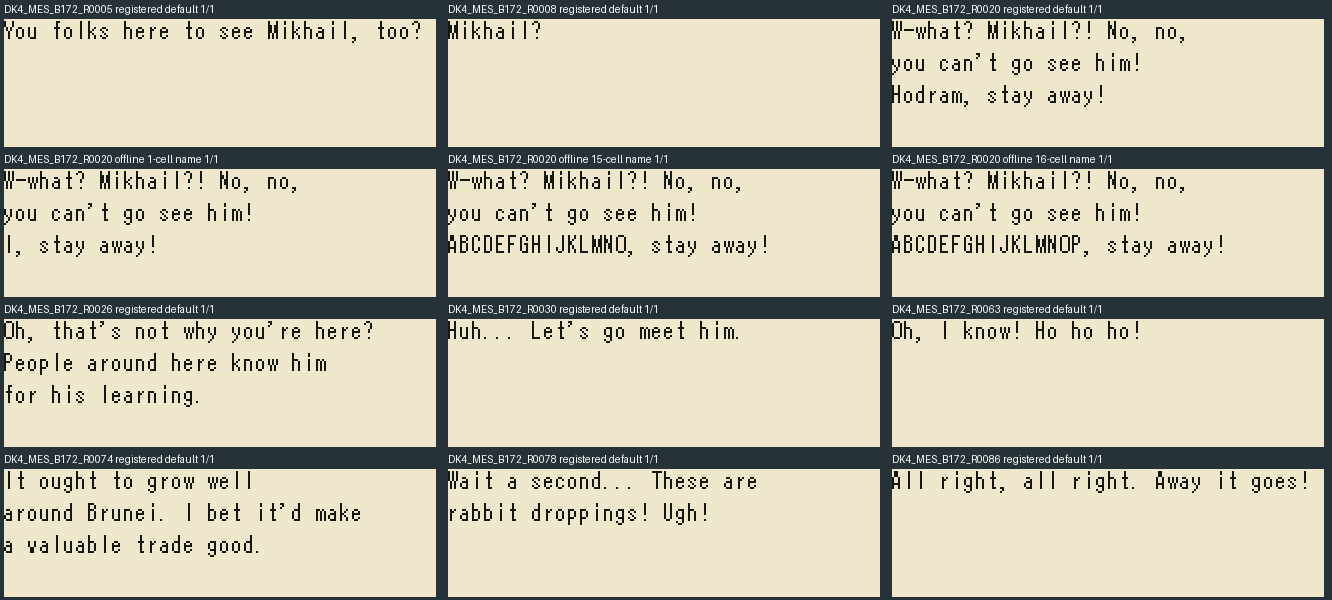 DK4_MES_B172_R0005 registered default 1/1
You folks here to see Mikhail, too?
DK4_MES_B172_R0008 registered default 1/1
Mikhail?
DK4_MES_B172_R0020 registered default 1/1
W-what? Mikhail?! No, no,
you can't go see him!
Hodram, stay away!
DK4_MES_B172_R0020 offline 1-cell name 1/1
W-what? Mikhail?! No, no,
you can't go see him!
I, stay away!
DK4_MES_B172_R0020 offline 15-cell name 1/1
W-what? Mikhail?! No, no,
you can't go see him!
ABCDEFGHIJKLMNO, stay away!
DK4_MES_B172_R0020 offline 16-cell name 1/1
W-what? Mikhail?! No, no,
you can't go see him!
ABCDEFGHIJKLMNOP, stay away!
DK4_MES_B172_R0026 registered default 1/1
Oh, that's not why you're here?
People around here know him
for his learning.
DK4_MES_B172_R0030 registered default 1/1
Huh... Let's go meet him.
DK4_MES_B172_R0063 registered default 1/1
Oh, I know! Ho ho ho!
DK4_MES_B172_R0074 registered default 1/1
It ought to grow well
around Brunei. I bet it'd make
a valuable trade good.
DK4_MES_B172_R0078 registered default 1/1
Wait a second... These are
rabbit droppings! Ugh!
DK4_MES_B172_R0086 registered default 1/1
All right, all right. Away it goes!